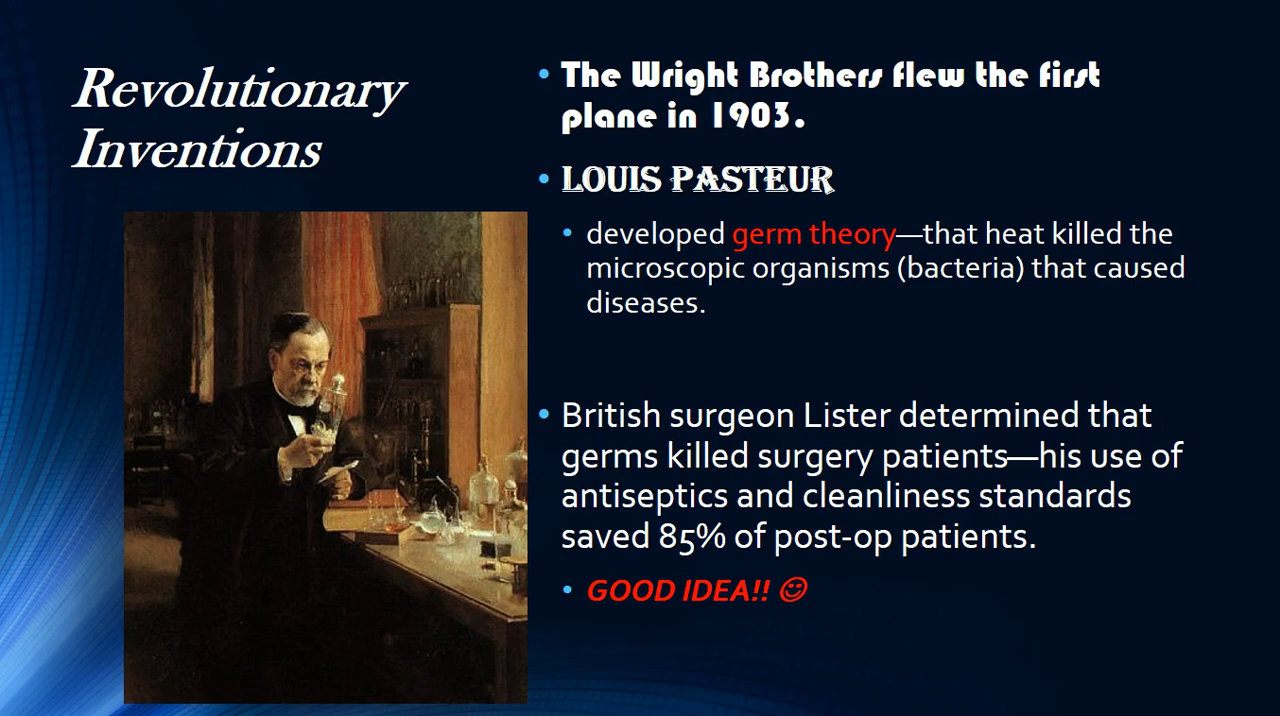 Revolutionary
Inventions
• The Wright Brothers flew the first
plane in 1903.
• LOUIS PASTEUR
• developed germ theory—that heat killed the
microscopic organisms (bacteria) that caused
diseases.
• British surgeon Lister determined that
germs killed surgery patients—his use of
antiseptics and cleanliness standards
saved 85% of post-op patients.
• GOOD IDEA!! ☺